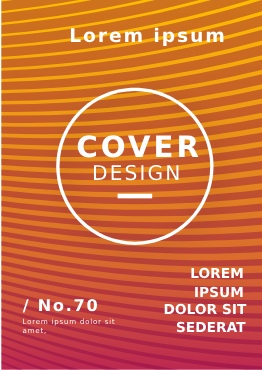 Lorem ipsum
COVER
DESIGN
LOREM
IPSUM
DOLOR SIT
SEDERAT
/ No.70
Lorem ipsum dolor sit
amet,